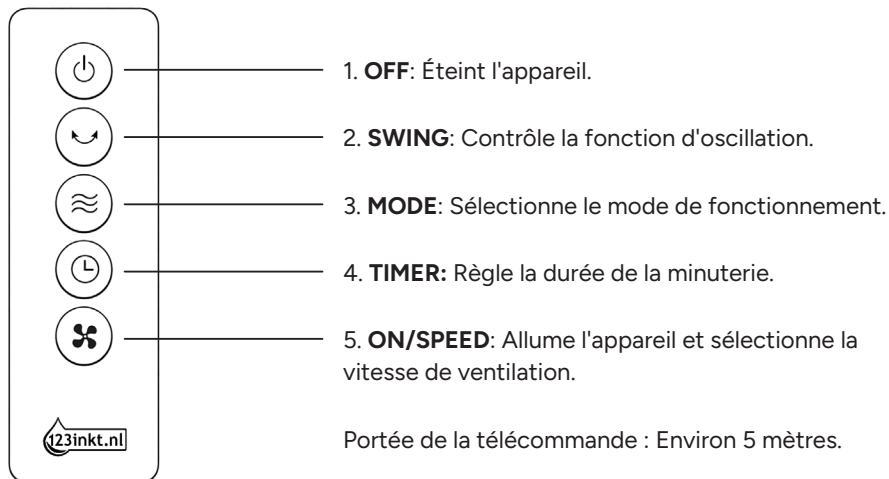 1. OFF: Éteint l'appareil.
2. SWING: Contrôle la fonction d'oscillation.
3. MODE: Sélectionne le mode de fonctionnement.
4. TIMER: Règle la durée de la minuterie.
5. ON/SPEED: Allume l'appareil et sélectionne la
vitesse de ventilation.
123inkt.nl
Portée de la télécommande : Environ 5 mètres.